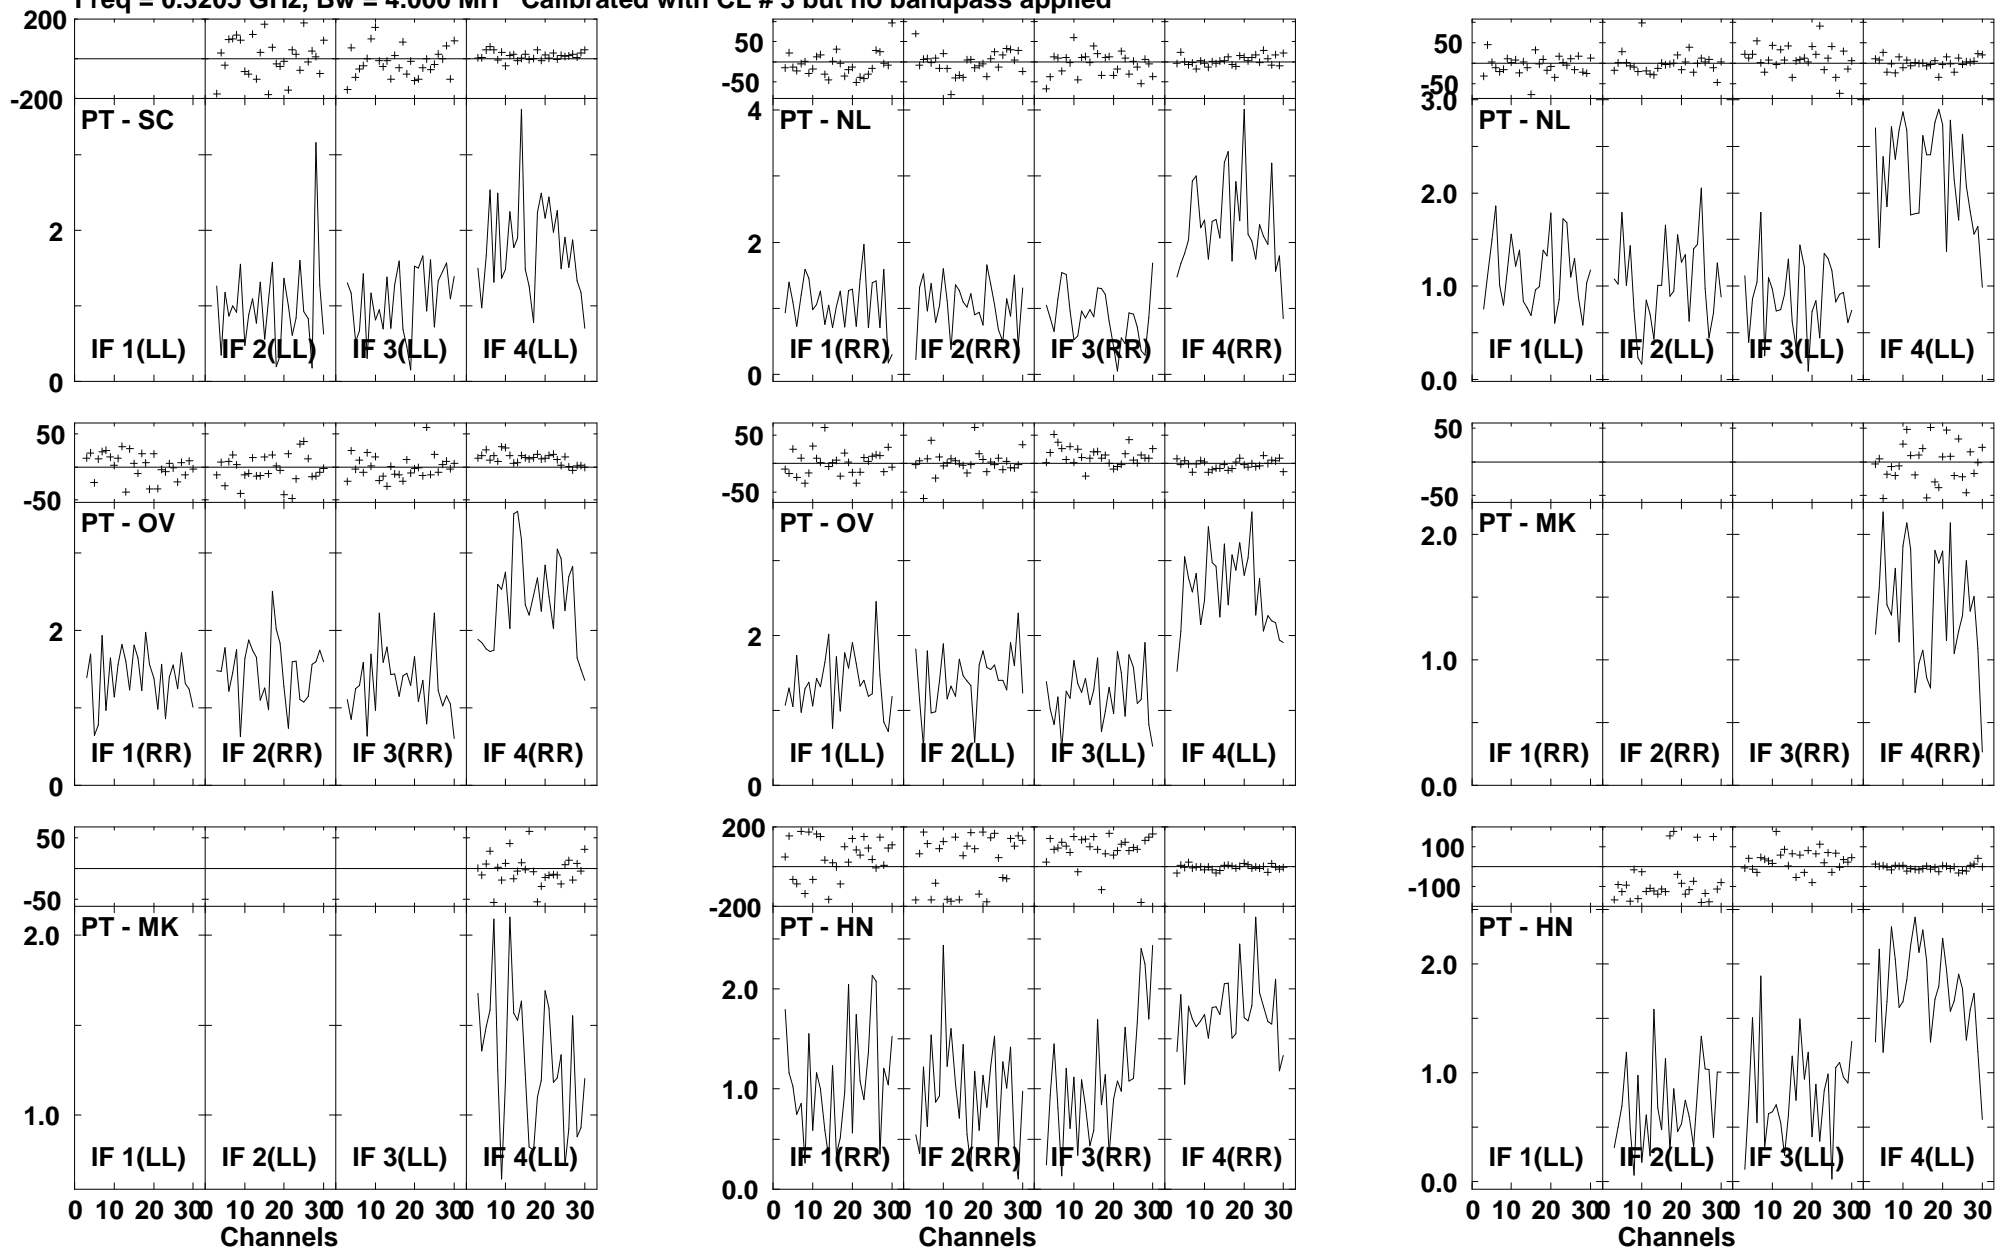 Freq = 0.3205 GHz, Bw = 4.000 MH Calibrated with CL # 3 but no bandpass applied
200
-200
PT - SC
2
0
IF 1(LL) IF 2(LL) IF 3(LL) IF 4(LL)
50
-50
4
PT - NL
2
0
IF 1(RR) IF 2(RR) IF 3(RR) IF 4(RR)
50
-50
3.0
PT - NL
2.0
1.0
0.0
IF 1(LL) IF 2(LL) IF 3(LL) IF 4(LL)
50
-50
PT - OV
2
0
IF 1(RR) IF 2(RR) IF 3(RR) IF 4(RR)
50
-50
PT - OV
2
0
IF 1(LL) IF 2(LL) IF 3(LL) IF 4(LL)
50
-50
PT - MK
2.0
1.0
0.0
IF 1(RR) IF 2(RR) IF 3(RR) IF 4(RR)
50
-50
PT - MK
2.0
1.0
IF 1(LL) IF 2(LL) IF 3(LL) IF 4(LL)
0 10 20 30 0 10 20 30 0 10 20 30 0 10 20 30
Channels
200
-200
PT - HN
2.0
1.0
0.0
IF 1(RR) IF 2(RR) IF 3(RR) IF 4(RR)
0 10 20 30 0 10 20 30 0 10 20 30 0 10 20 30
Channels
100
-100
PT - HN
2.0
1.0
0.0
IF 1(LL) IF 2(LL) IF 3(LL) IF 4(LL)
0 10 20 30 0 10 20 30 0 10 20 30 0 10 20 30
Channels